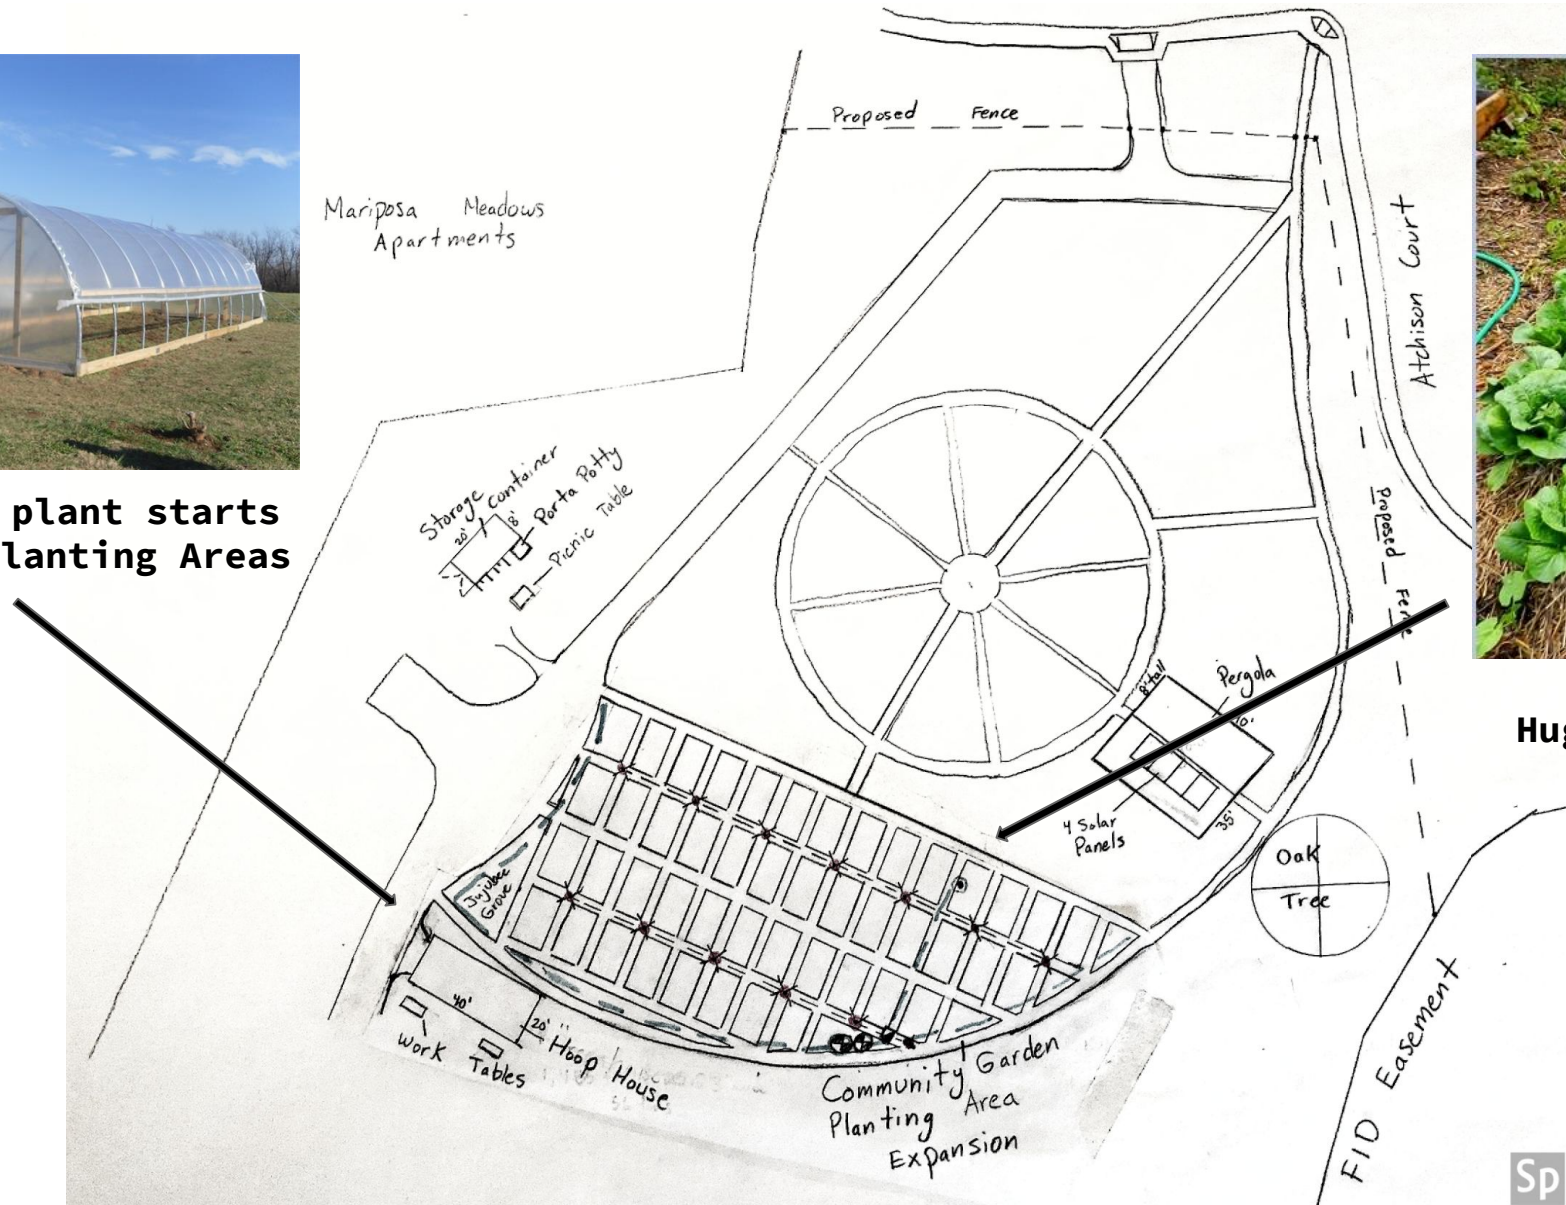 Proposed Fence
Mariposa Meadows
Apartments
Atchison Court
Storage
container
20'
8'
Porta Potty
Picnic Table
plant starts
lanting Areas
Proposed Fence
8' tall
Pergola
10'
35'
4 Solar
Panels
Hug
Oak
Tree
Jujubee
Grove
40'
20'
Work
Tables
Hoop House
Community Garden
Planting Area
Expansion
FID Easement
Sp